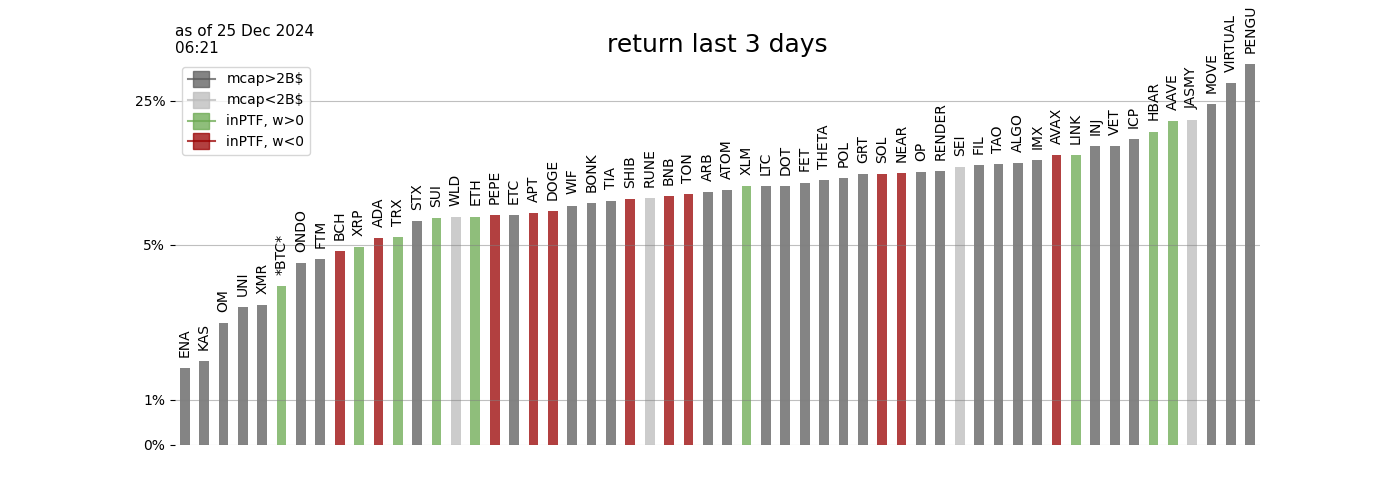 as of 25 Dec 2024
06:21
return last 3 days
mcap>2B$
mcap<2B$
inPTF, w>0
inPTF, w<0
25%
5%
1%
0%
ENA
KAS
OM
UNI
XMR
*BTC*
ONDO
FTM
BCH
XRP
ADA
TRX
STX
SUI
WLD
ETH
PEPE
ETC
APT
DOGE
WIF
BONK
TIA
SHIB
RUNE
BNB
TON
ARB
ATOM
XLM
LTC
DOT
FET
THETA
POL
GRT
SOL
NEAR
OP
RENDER
SEI
FIL
TAO
ALGO
IMX
AVAX
LINK
INJ
VET
ICP
HBAR
AAVE
JASMY
MOVE
VIRTUAL
PENGU